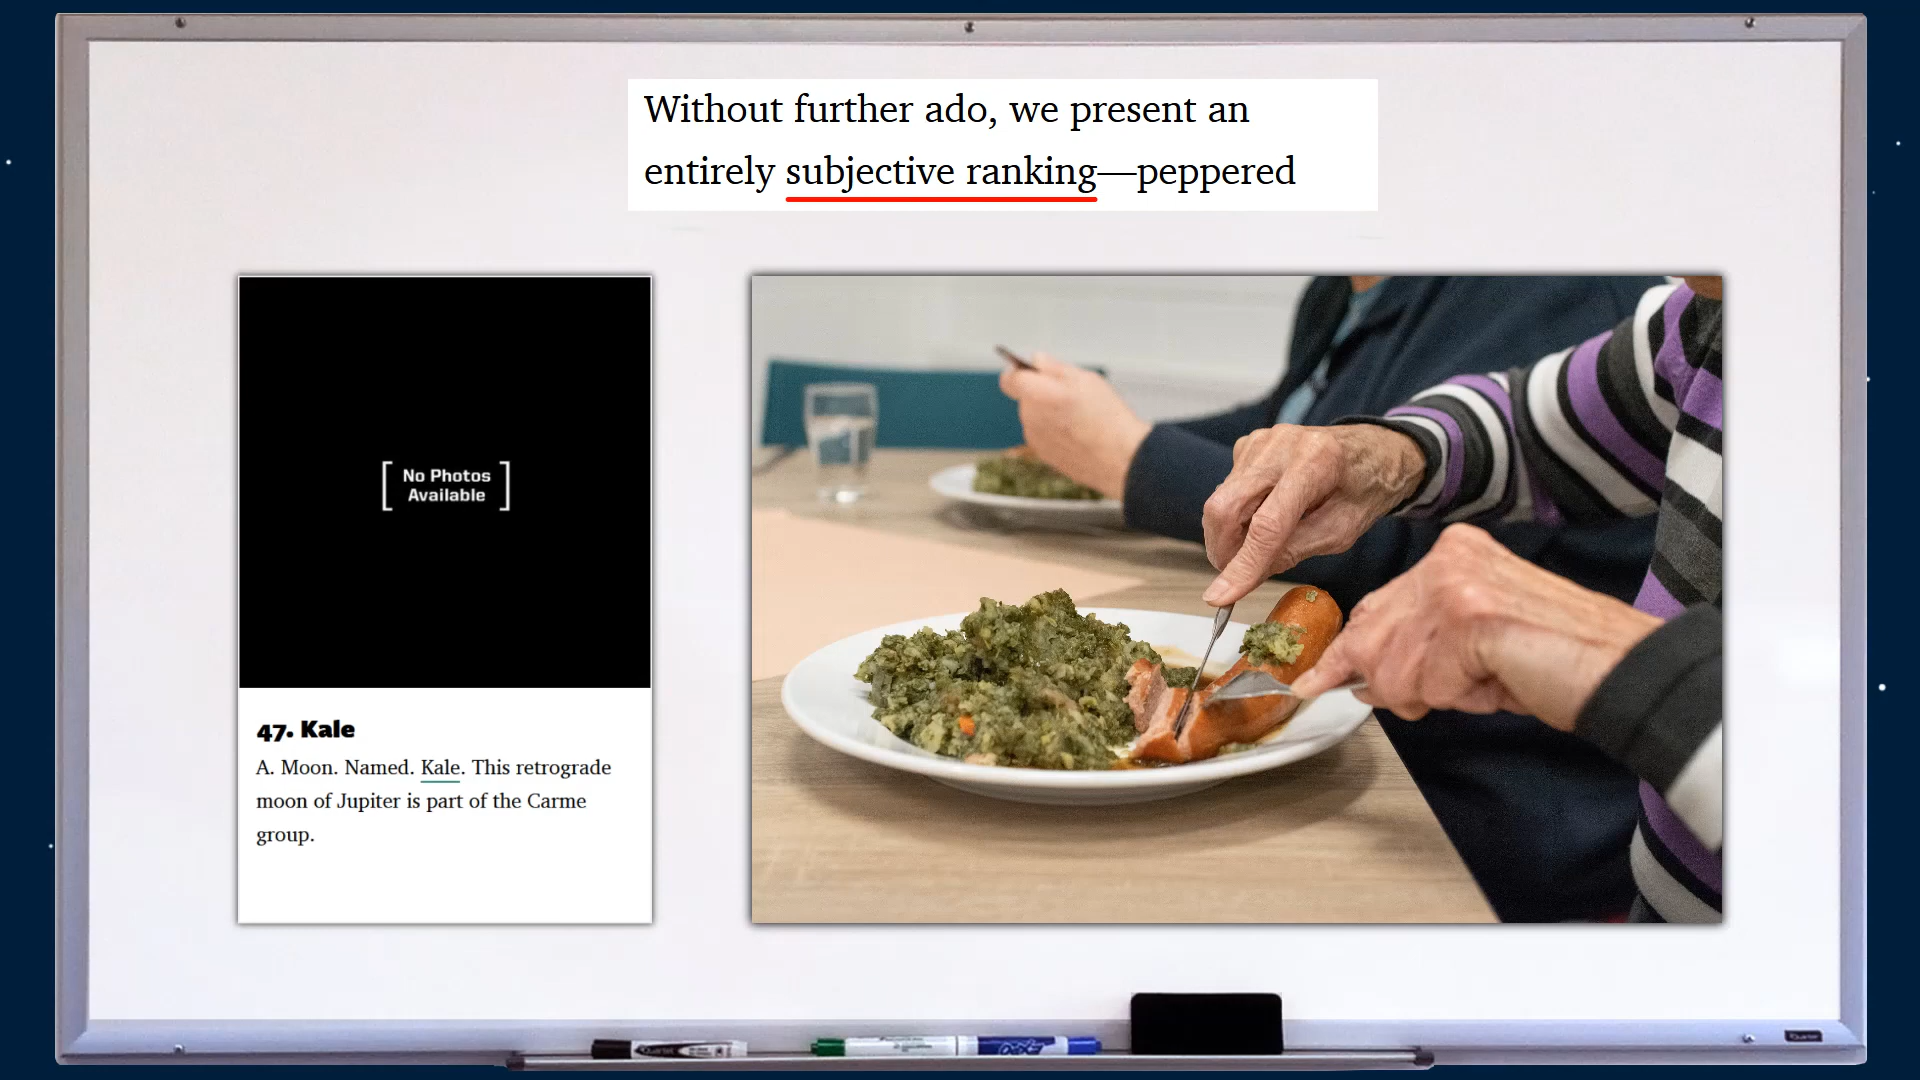 Without further ado, we present an
entirely subjective ranking—peppered
No Photos
Available
47. Kale
A. Moon. Named. Kale. This retrograde
moon of Jupiter is part of the Carme
group.